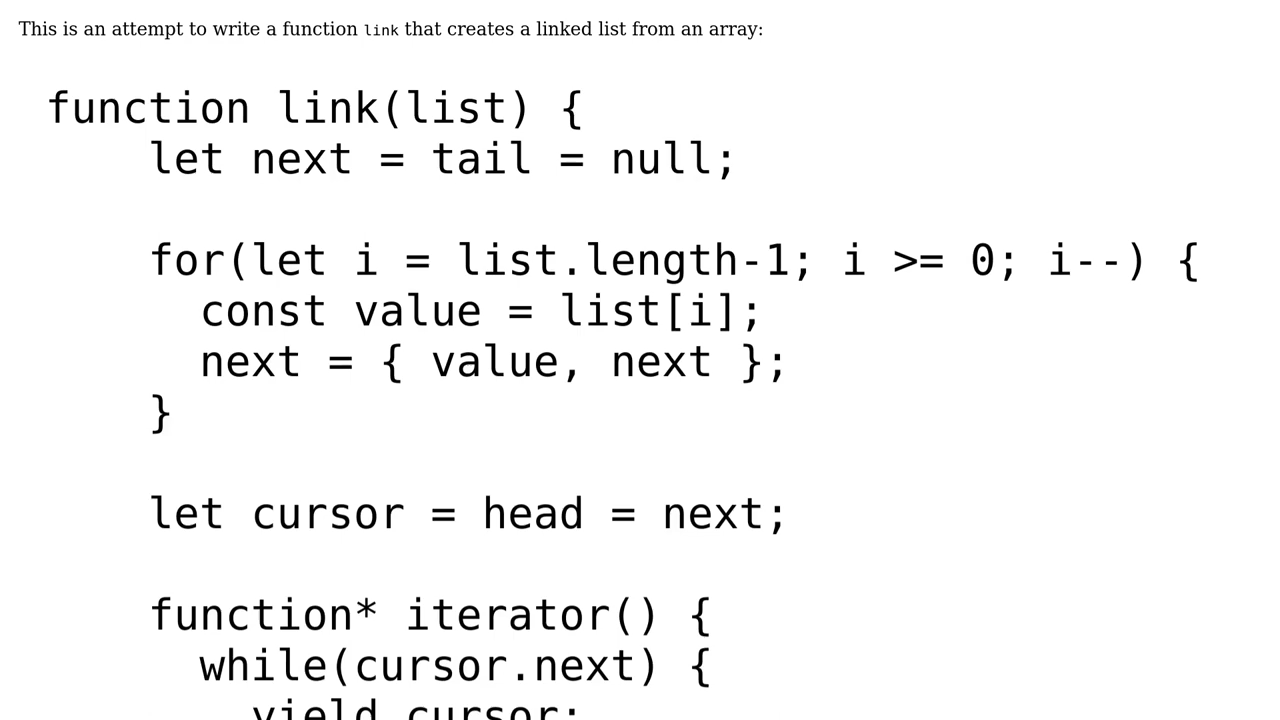 This is an attempt to write a function link that creates a linked list from an array:
function link(list) {
let next = tail = null;
for(let i = list.length-1; i >= 0; i--) {
const value = list[i];
next = { value, next };
}
let cursor = head = next;
function* iterator() {
while(cursor.next) {
yield cursor;